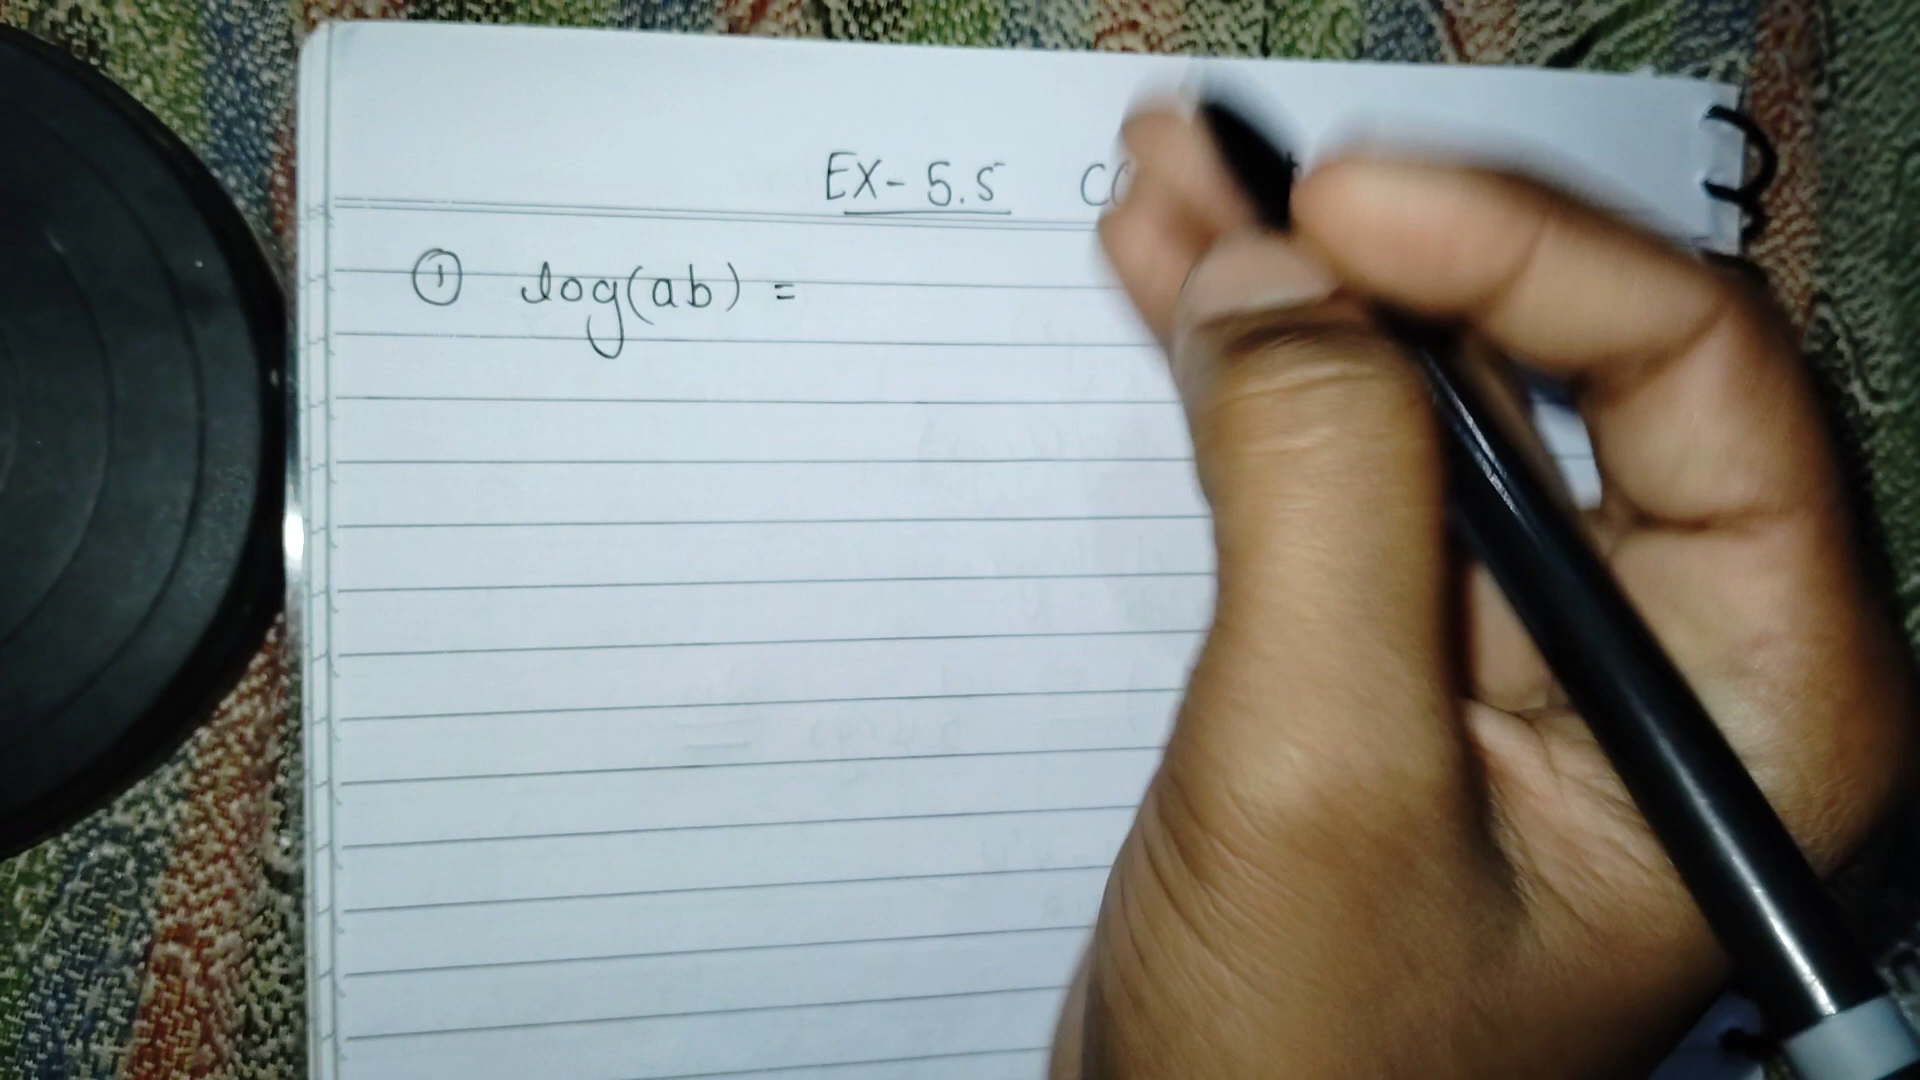 EX- 5.5
① log(ab) =